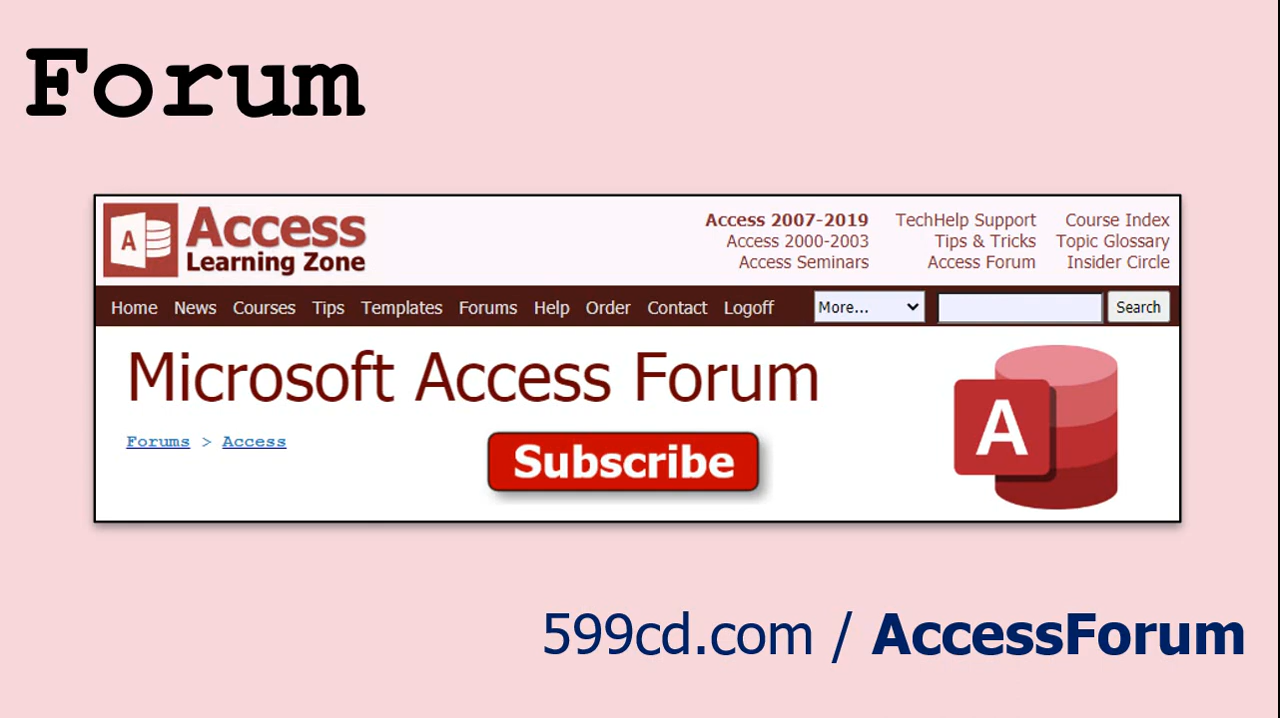 Forum
A
Access
Learning Zone
Access 2007-2019 TechHelp Support Course Index
Access 2000-2003 Tips & Tricks Topic Glossary
Access Seminars Access Forum Insider Circle
Home News Courses Tips Templates Forums Help Order Contact Logoff More... Search
Microsoft Access Forum
Forums > Access
Subscribe
A
599cd.com / AccessForum